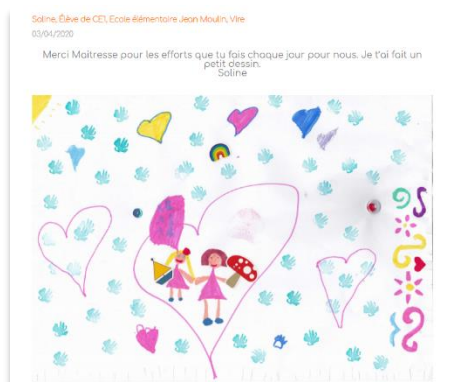 Soline, Élève de CE1, Ecole élémentaire Jean Moulin, Vire
03/04/2020
Merci Maitresse pour les efforts que tu fais chaque jour pour nous. Je t'ai fait un
petit dessin.
Soline